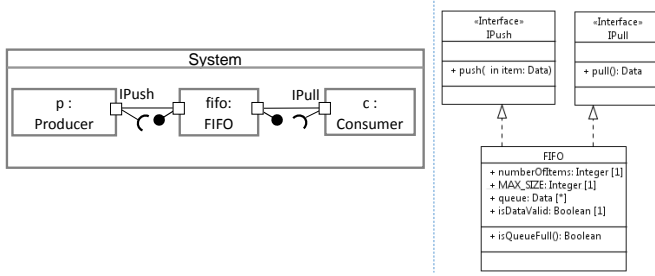 System
IPush
IPull
p :
Producer
fifo:
FIFO
c :
Consumer
«Interface»
IPush
+ push( in item: Data)
«Interface»
IPull
+ pull(): Data
FIFO
+ numberOfItems: Integer [1]
+ MAX_SIZE: Integer [1]
+ queue: Data [*]
+ isDataValid: Boolean [1]
+ isQueueFull(): Boolean